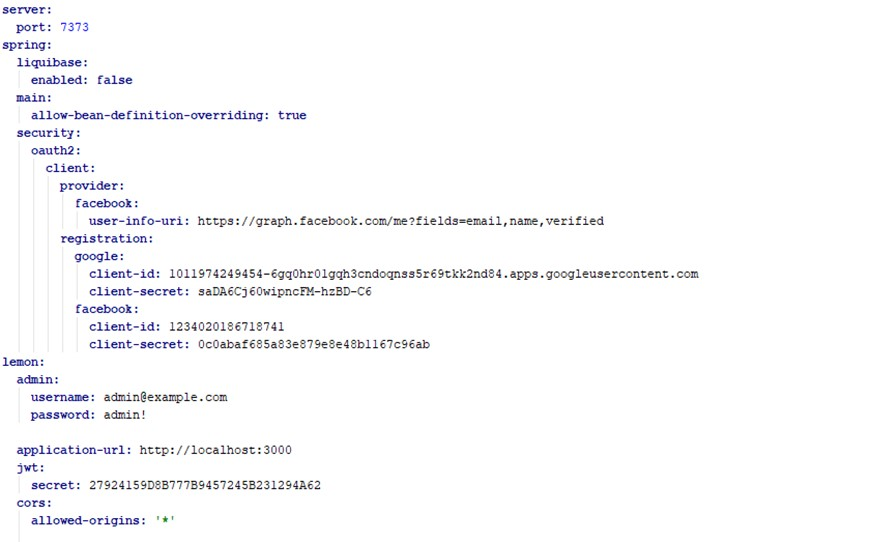 server:
port: 7373
spring:
liquibase:
enabled: false
main:
allow-bean-definition-overriding: true
security:
oauth2:
client:
provider:
facebook:
user-info-uri: https://graph.facebook.com/me?fields=email,name,verified
registration:
google:
client-id: 1011974249454-6gq0hr01gqh3cndoqnss5r69tkk2nd84.apps.googleusercontent.com
client-secret: saDA6Cj60wipncFM-hzBD-C6
facebook:
client-id: 1234020186718741
client-secret: 0c0abaf685a83e879e8e48b1167c96ab
lemon:
admin:
username: admin@example.com
password: admin!
application-url: http://localhost:3000
jwt:
secret: 27924159D8B777B9457245B231294A62
cors:
allowed-origins: '*'